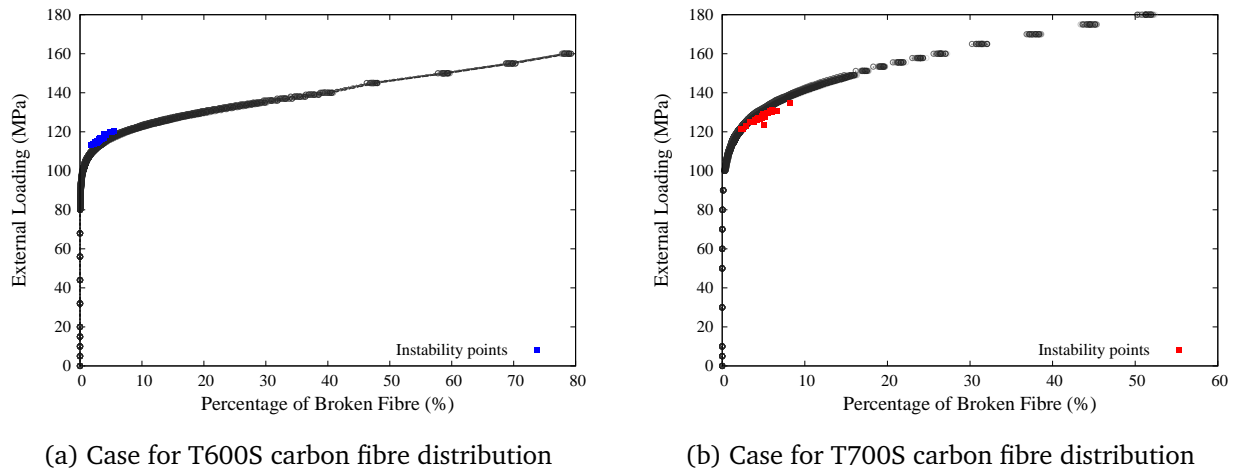 180
160
140
120
100
80
60
40
20
0
External Loading (MPa)
Instability points
0 10 20 30 40 50 60 70 80
Percentage of Broken Fibre (%)
(a) Case for T600S carbon fibre distribution
180
160
140
120
100
80
60
40
20
0
External Loading (MPa)
Instability points
0 10 20 30 40 50 60
Percentage of Broken Fibre (%)
(b) Case for T700S carbon fibre distribution